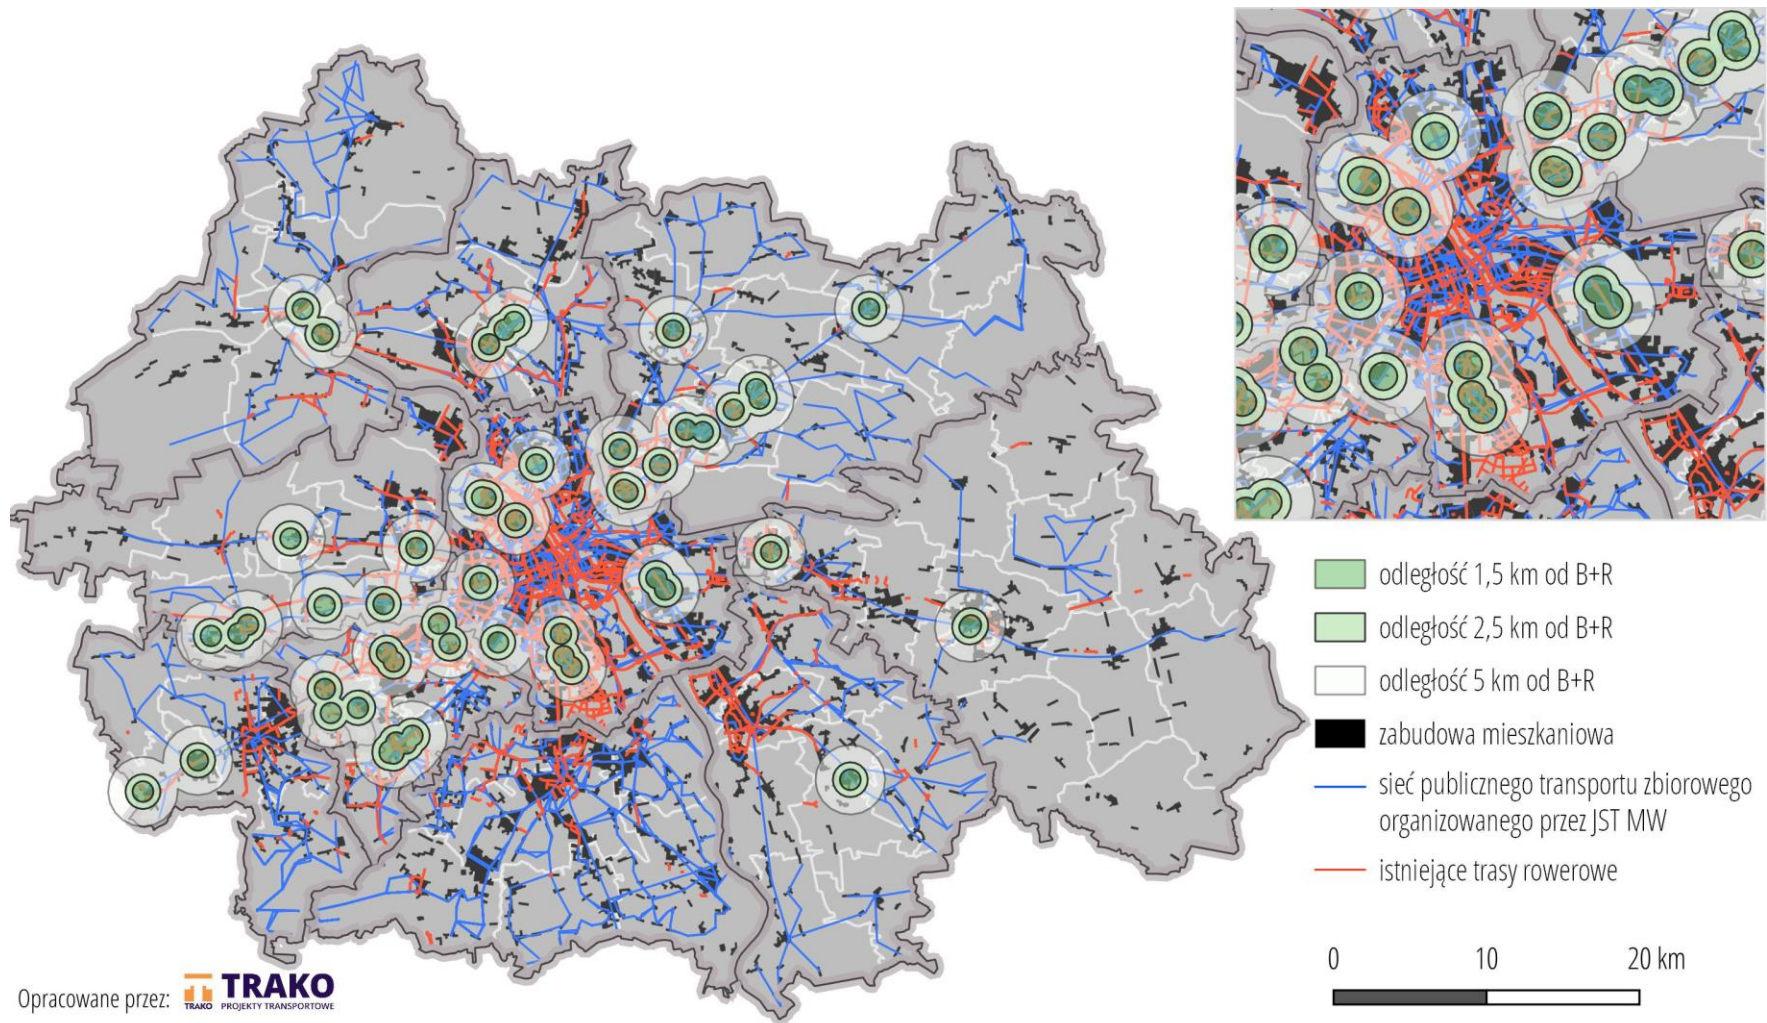 odległość 1,5 km od B+R
odległość 2,5 km od B+R
odległość 5 km od B+R
zabudowa mieszkaniowa
sieć publicznego transportu zbiorowego
organizowanego przez JST MW
istniejące trasy rowerowe
0 10 20 km
Opracowane przez:
TRAKO
TRAKO
PROJEKTY TRANSPORTOWE